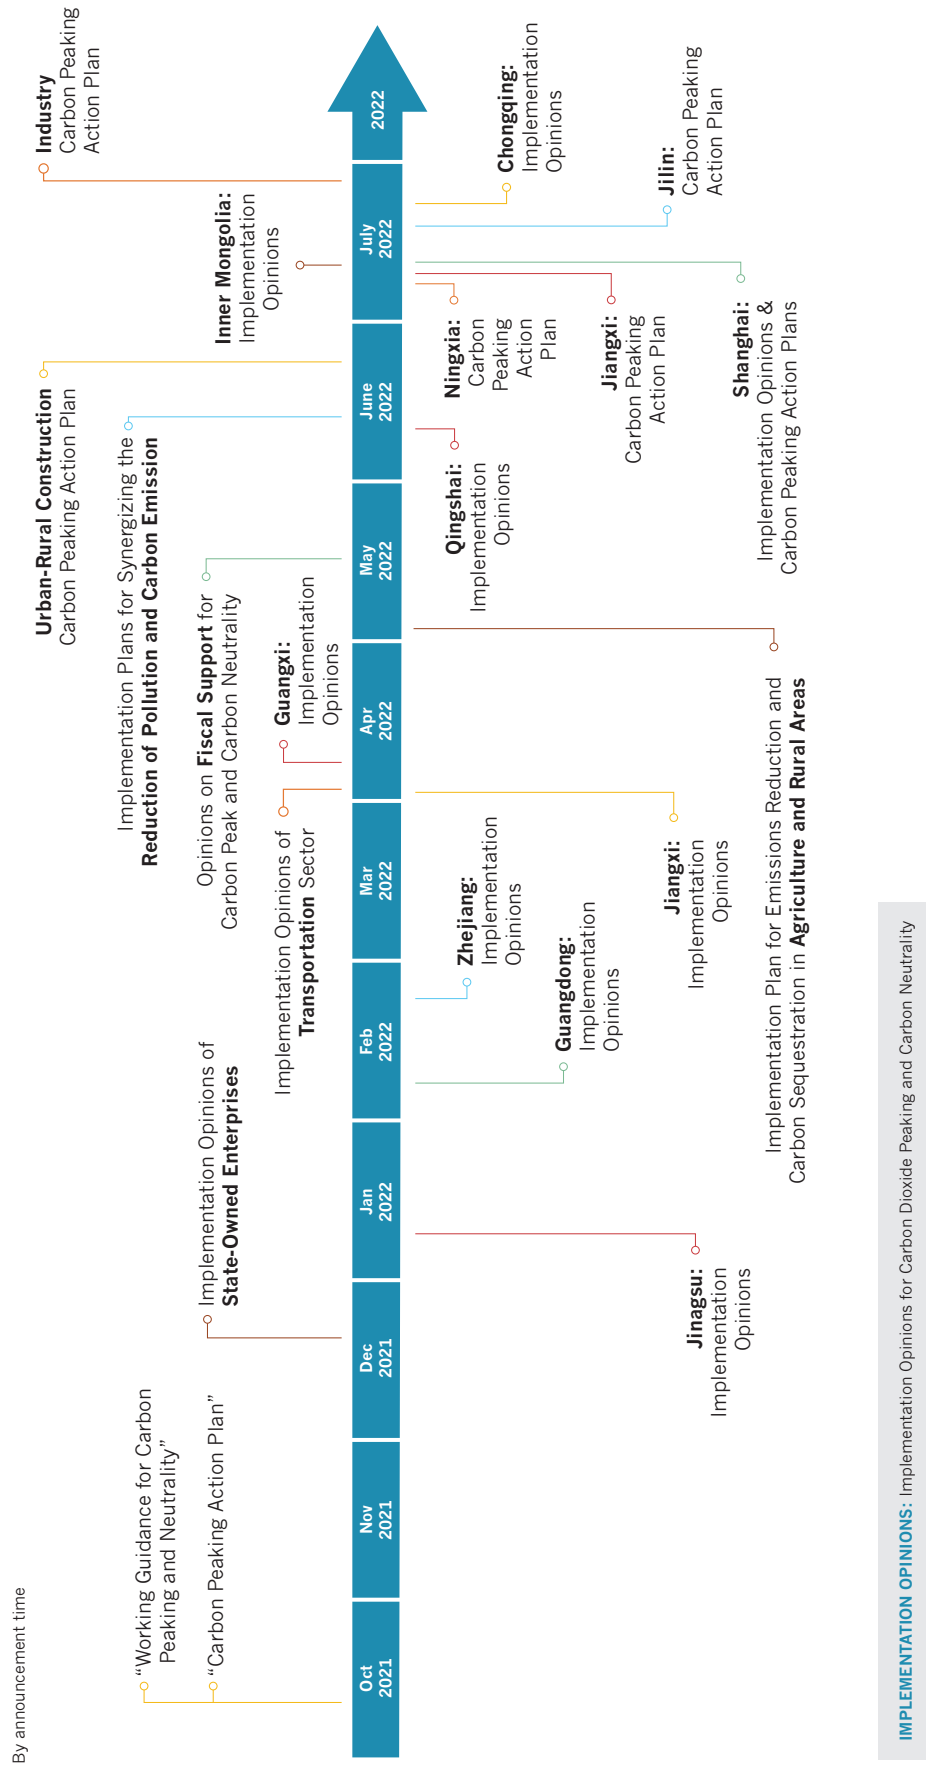 By announcement time
“Working Guidance for Carbon
Peaking and Neutrality”
“Carbon Peaking Action Plan”
Implementation Opinions of
State-Owned Enterprises
Implementation Opinions of
Transportation Sector
Guangxi:
Implementation
Opinions
Opinions on Fiscal Support for
Carbon Peak and Carbon Neutrality
Implementation Plans for Synergizing the
Reduction of Pollution and Carbon Emission
Urban-Rural Construction
Carbon Peaking Action Plan
Inner Mongolia:
Implementation
Opinions
Industry
Carbon Peaking
Action Plan
Oct
2021
Nov
2021
Dec
2021
Jan
2022
Feb
2022
Mar
2022
Apr
2022
May
2022
June
2022
July
2022
2022
Jinagsu:
Implementation
Opinions
Guangdong:
Implementation
Opinions
Zhejiang:
Implementation
Opinions
Jiangxi:
Implementation
Opinions
Implementation Plan for Emissions Reduction and
Carbon Sequestration in Agriculture and Rural Areas
Qingshai:
Implementation
Opinions
Ningxia:
Carbon
Peaking
Action
Plan
Jiangxi:
Carbon Peaking
Action Plan
Shanghai:
Implementation Opinions &
Carbon Peaking Action Plans
Jilin:
Carbon Peaking
Action Plan
Chongqing:
Implementation
Opinions
IMPLEMENTATION OPINIONS: Implementation Opinions for Carbon Dioxide Peaking and Carbon Neutrality